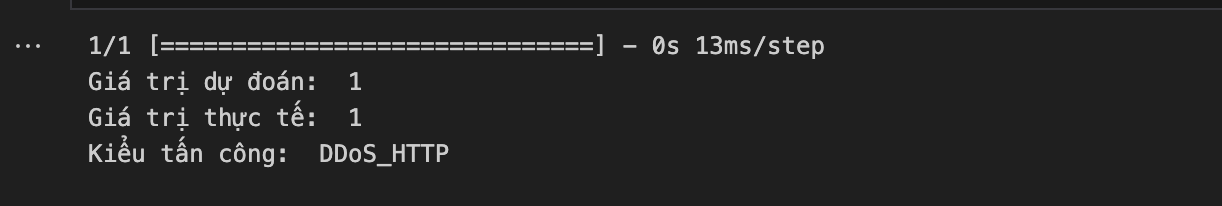 ... 1/1 [==============================] - 0s 13ms/step
Giá trị dự đoán:  1
Giá trị thực tế:  1
Kiểu tấn công:  DDoS_HTTP